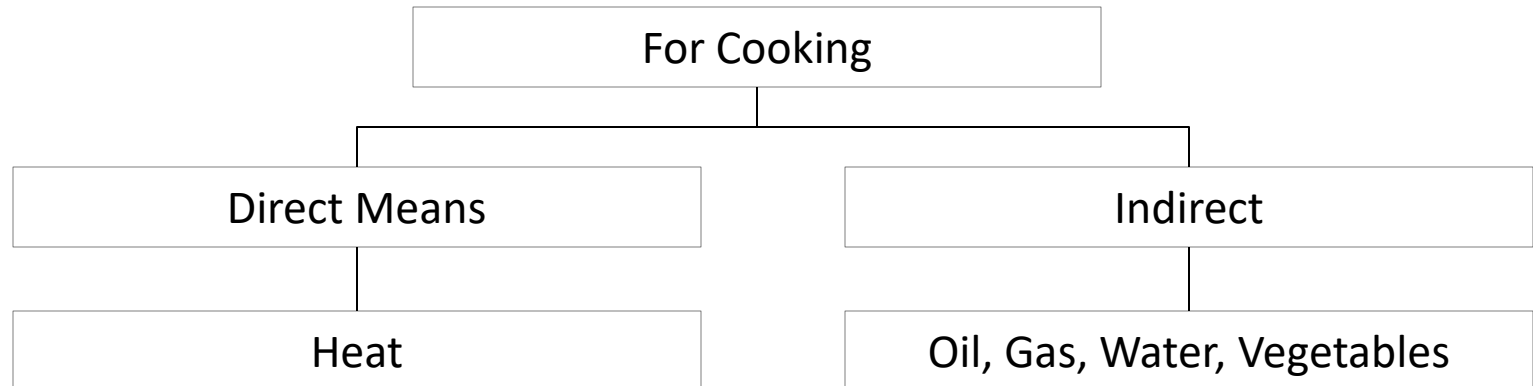 For Cooking
Direct Means
Indirect
Heat
Oil, Gas, Water, Vegetables